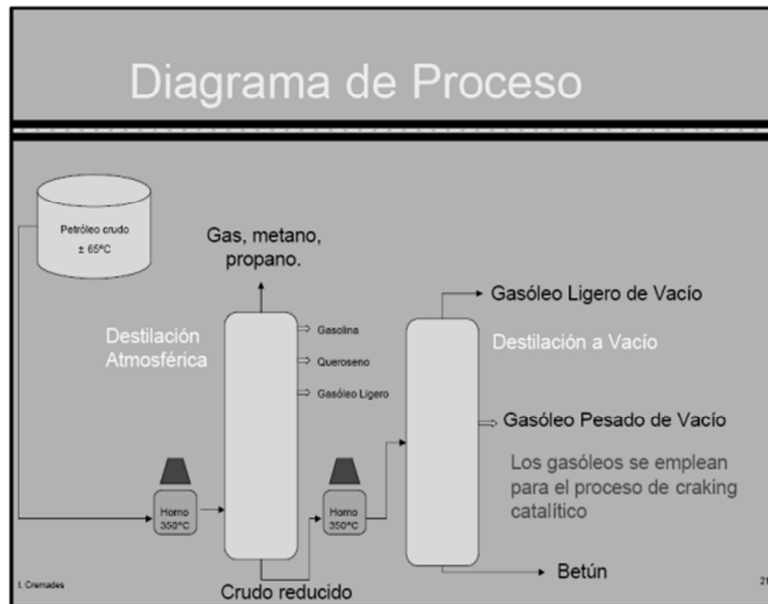 Diagrama de Proceso
Petróleo crudo
± 65ºC
Gas, metano,
propano.
Destilación
Atmosférica
Gasolina
Queroseno
Gasóleo Ligero
Gasóleo Ligero de Vacío
Destilación a Vacío
Gasóleo Pesado de Vacío
Los gasóleos se emplean
para el proceso de craking
catalítico
Horno
350ºC
Horno
350ºC
Crudo reducido
Betún
I. Cremades
21